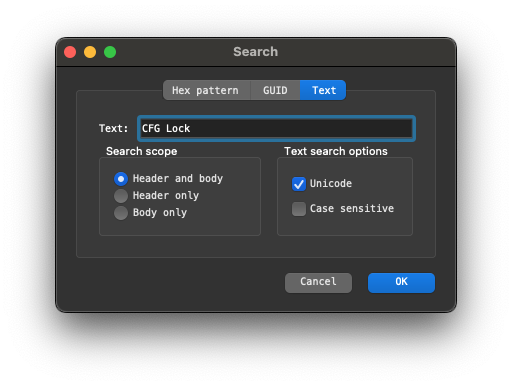 Search
Hex pattern GUID Text
Text: CFG Lock
Search scope
Header and body
Header only
Body only
Text search options
Unicode
Case sensitive
Cancel OK